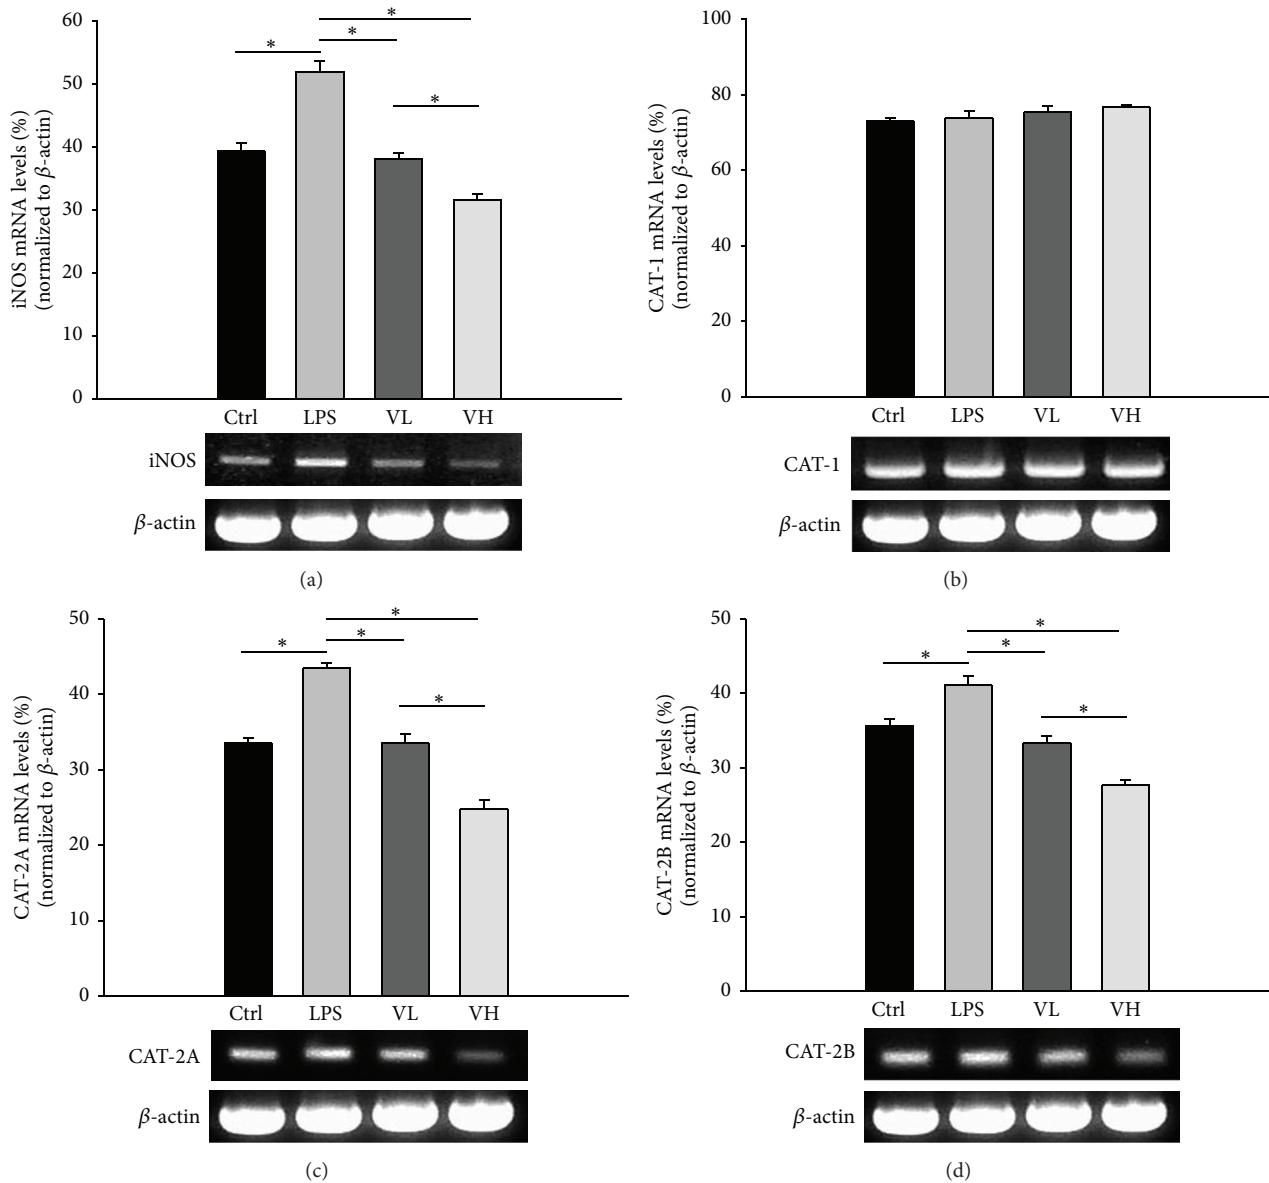 iNOS mRNA levels (%)
(normalized to β-actin)
60
50
40
30
20
10
0
*
*
*
*
Ctrl LPS VL VH
iNOS
β-actin
(a)
CAT-1 mRNA levels (%)
(normalized to β-actin)
100
80
60
40
20
0
Ctrl LPS VL VH
CAT-1
β-actin
(b)
CAT-2A mRNA levels (%)
(normalized to β-actin)
50
40
30
20
10
0
*
*
*
*
Ctrl LPS VL VH
CAT-2A
β-actin
(c)
CAT-2B mRNA levels (%)
(normalized to β-actin)
50
40
30
20
10
0
*
*
*
*
Ctrl LPS VL VH
CAT-2B
β-actin
(d)